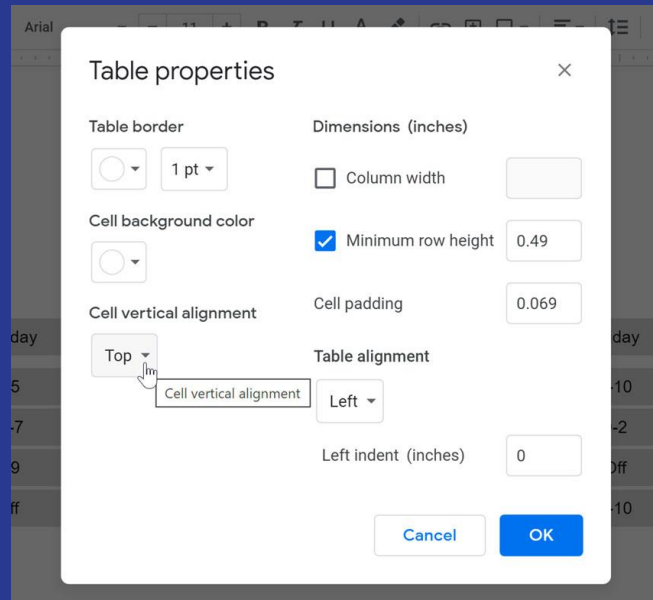 Arial 11 + B I U A
Table properties
Table border
1 pt
Cell background color
Cell vertical alignment
Top
Cell vertical alignment
Dimensions (inches)
Column width
Minimum row height 0.49
Cell padding 0.069
Table alignment
Left
Left indent (inches) 0
Cancel OK
day
5
-7
9
ff
day
-10
-2
Off
-10